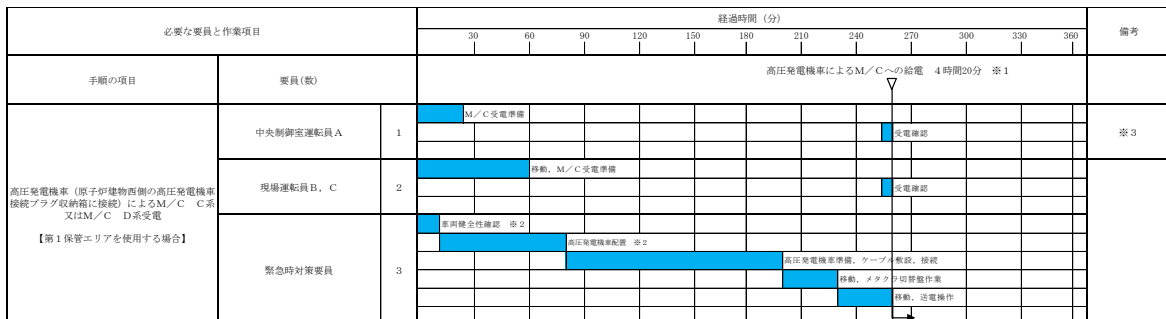 必要な要員と作業項目
経過時間（分）
備考
30 60 90 120 150 180 210 240 270 300 330 360
手順の項目
要員(数)
高圧発電機車によるM／Cへの給電　4時間20分　※1
高圧発電機車（原子炉建物西側の高圧発電機車
接続プラグ収納箱に接続）によるM／C　C系
又はM／C　D系受電
【第1保管エリアを使用する場合】
中央制御室運転員A
1
M／C受電準備
受電確認
※3
現場運転員B，C
2
移動，M／C受電準備
受電確認
緊急時対策要員
3
車両健全性確認　※2
高圧発電機車配置　※2
高圧発電機車準備，ケーブル敷設，接続
移動，メタクラ切替盤作業
移動，送電操作